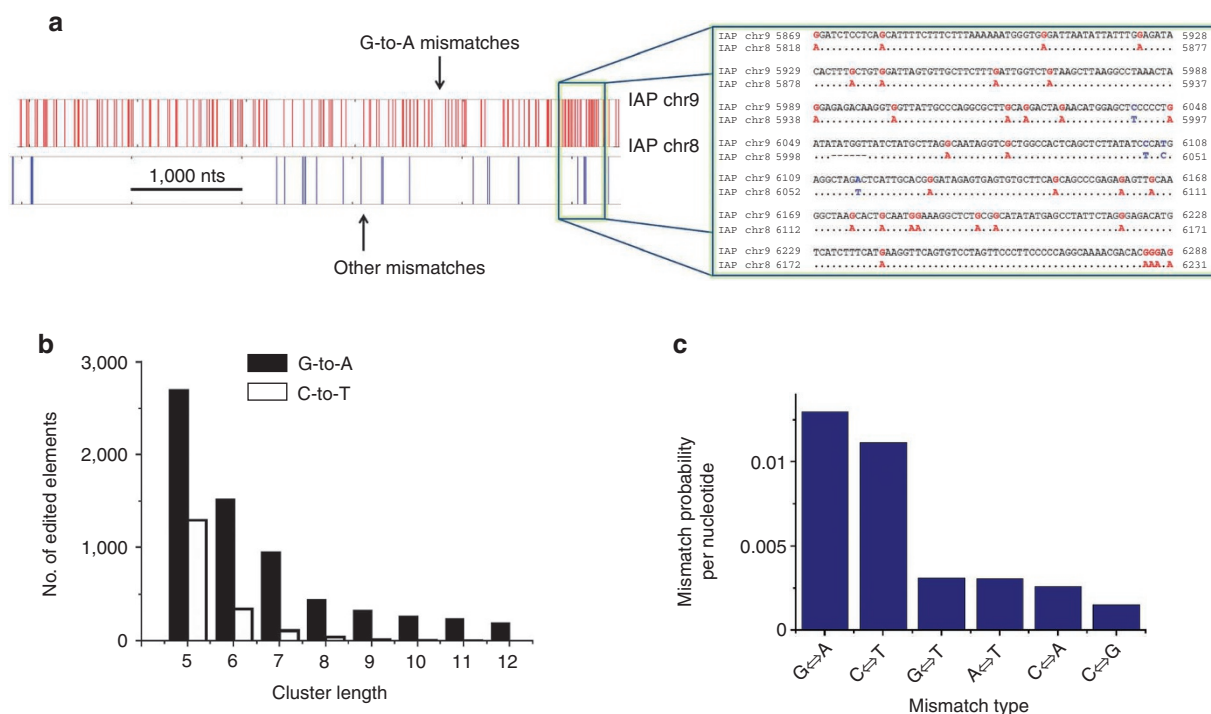 a
G-to-A mismatches
IAP chr9
IAP chr8
1,000 nts
Other mismatches
IAP chr9 5869 GGATCTCCTCAGCATTTTCTTTCTTTAAAAAATGGGTGGGATTAATATTATTTGGAGATA 5928
IAP chr8 5818 5877
IAP chr9 5929 CACTTTGCTGTGGATTAGTGTTGCTTCTTTGATTGGTCTGTAAGCTTAAGGCCTAAACTA 5988
IAP chr8 5878 5937
IAP chr9 5989 GGAGAGACAAGGTGGTTATTGCCCAGGCGCTTGCAGGACTAGAACATGGAGCTCCCCCTG 6048
IAP chr8 5938 5997
IAP chr9 6049 ATATATGGTTATCTATGCTTAGGCAATAGGTCGCTGGCCACTCAGCTCTTATATCCCATG 6108
IAP chr8 5998 6051
IAP chr9 6109 AGGCTAGACTCATTGCACGGGATAGAGTGAGTGTGCTTCAGCAGCCCGAGAGAGTTGCAA 6168
IAP chr8 6052 6111
IAP chr9 6169 GGCTAAGCACTGCAATGGAAAGGCTCTGCGGCATATATGAGCCTATTCTAGGGAGACATG 6228
IAP chr8 6112 6171
IAP chr9 6229 TCATCTTTCATGAAGGTTCAGTGTCCTAGTTCCCTTCCCCCAGGCAAAACGACACGGGAG 6288
IAP chr8 6172 6231
b
No. of edited elements
3,000
2,000
1,000
0
G-to-A
C-to-T
5 6 7 8 9 10 11 12
Cluster length
c
Mismatch probability
per nucleotide
0.01
0.005
0
G⇔A C⇔T G⇔T A⇔T C⇔A C⇔G
Mismatch type